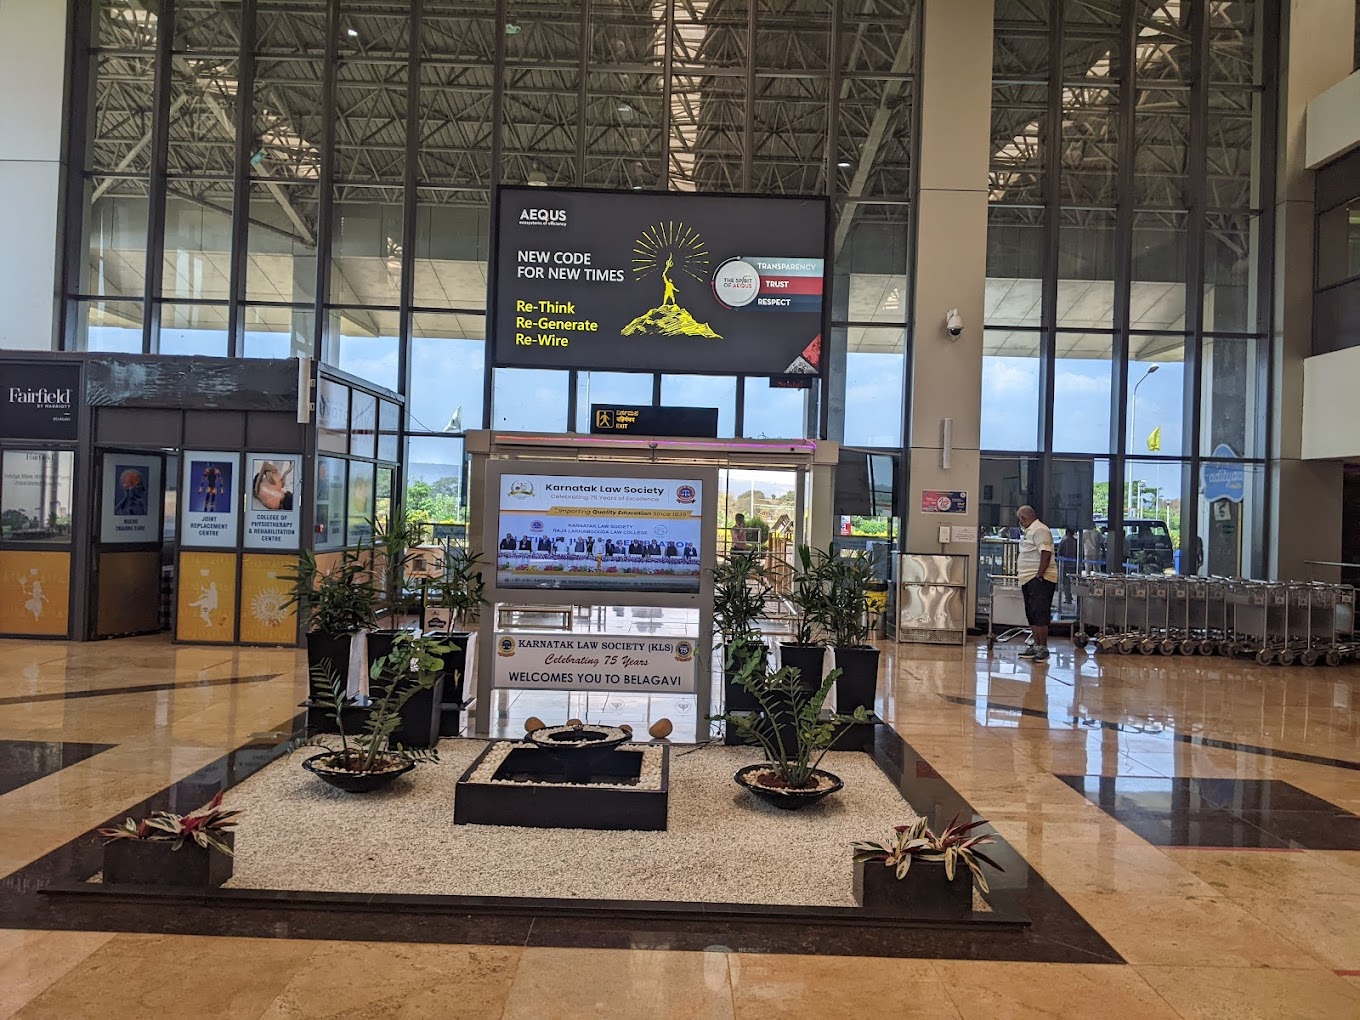 AEQUS
ecosystems of efficiency
NEW CODE
FOR NEW TIMES
Re-Think
Re-Generate
Re-Wire
THE SPIRIT
OF AEQUS
TRANSPARENCY
TRUST
RESPECT
ನಿರ್ಗಮನ
EXIT
Fairfield
BY MARRIOTT
BELAGAVI
JOINT
REPLACEMENT
CENTRE
COLLEGE OF
PHYSIOTHERAPY
& REHABILITATION
CENTRE
Karnatak Law Society
Celebrating 75 Years of Excellence
"Imparting Quality Education Since 1939"
KARNATAK LAW SOCIETY
RAJA LAKHAMGOUDA LAW COLLEGE
KARNATAK LAW SOCIETY (KLS)
Celebrating 75 Years
WELCOMES YOU TO BELAGAVI